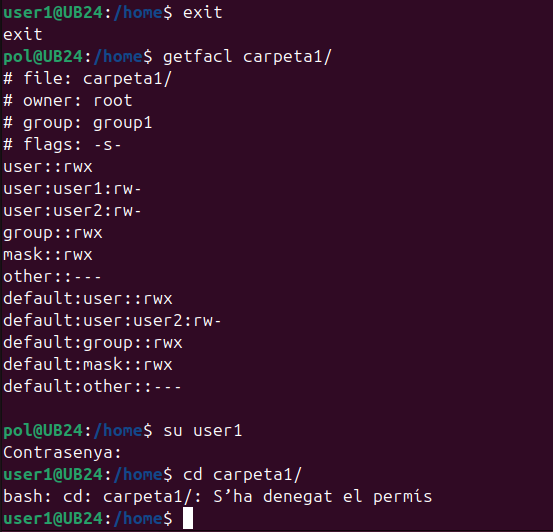 user1@UB24:/home$ exit
exit
pol@UB24:/home$ getfacl carpeta1/
# file: carpeta1/
# owner: root
# group: group1
# flags: -s-
user::rwx
user:user1:rw-
user:user2:rw-
group::rwx
mask::rwx
other::---
default:user::rwx
default:user:user2:rw-
default:group::rwx
default:mask::rwx
default:other::---

pol@UB24:/home$ su user1
Contrasenya:
user1@UB24:/home$ cd carpeta1/
bash: cd: carpeta1/: S’ha denegat el permís
user1@UB24:/home$